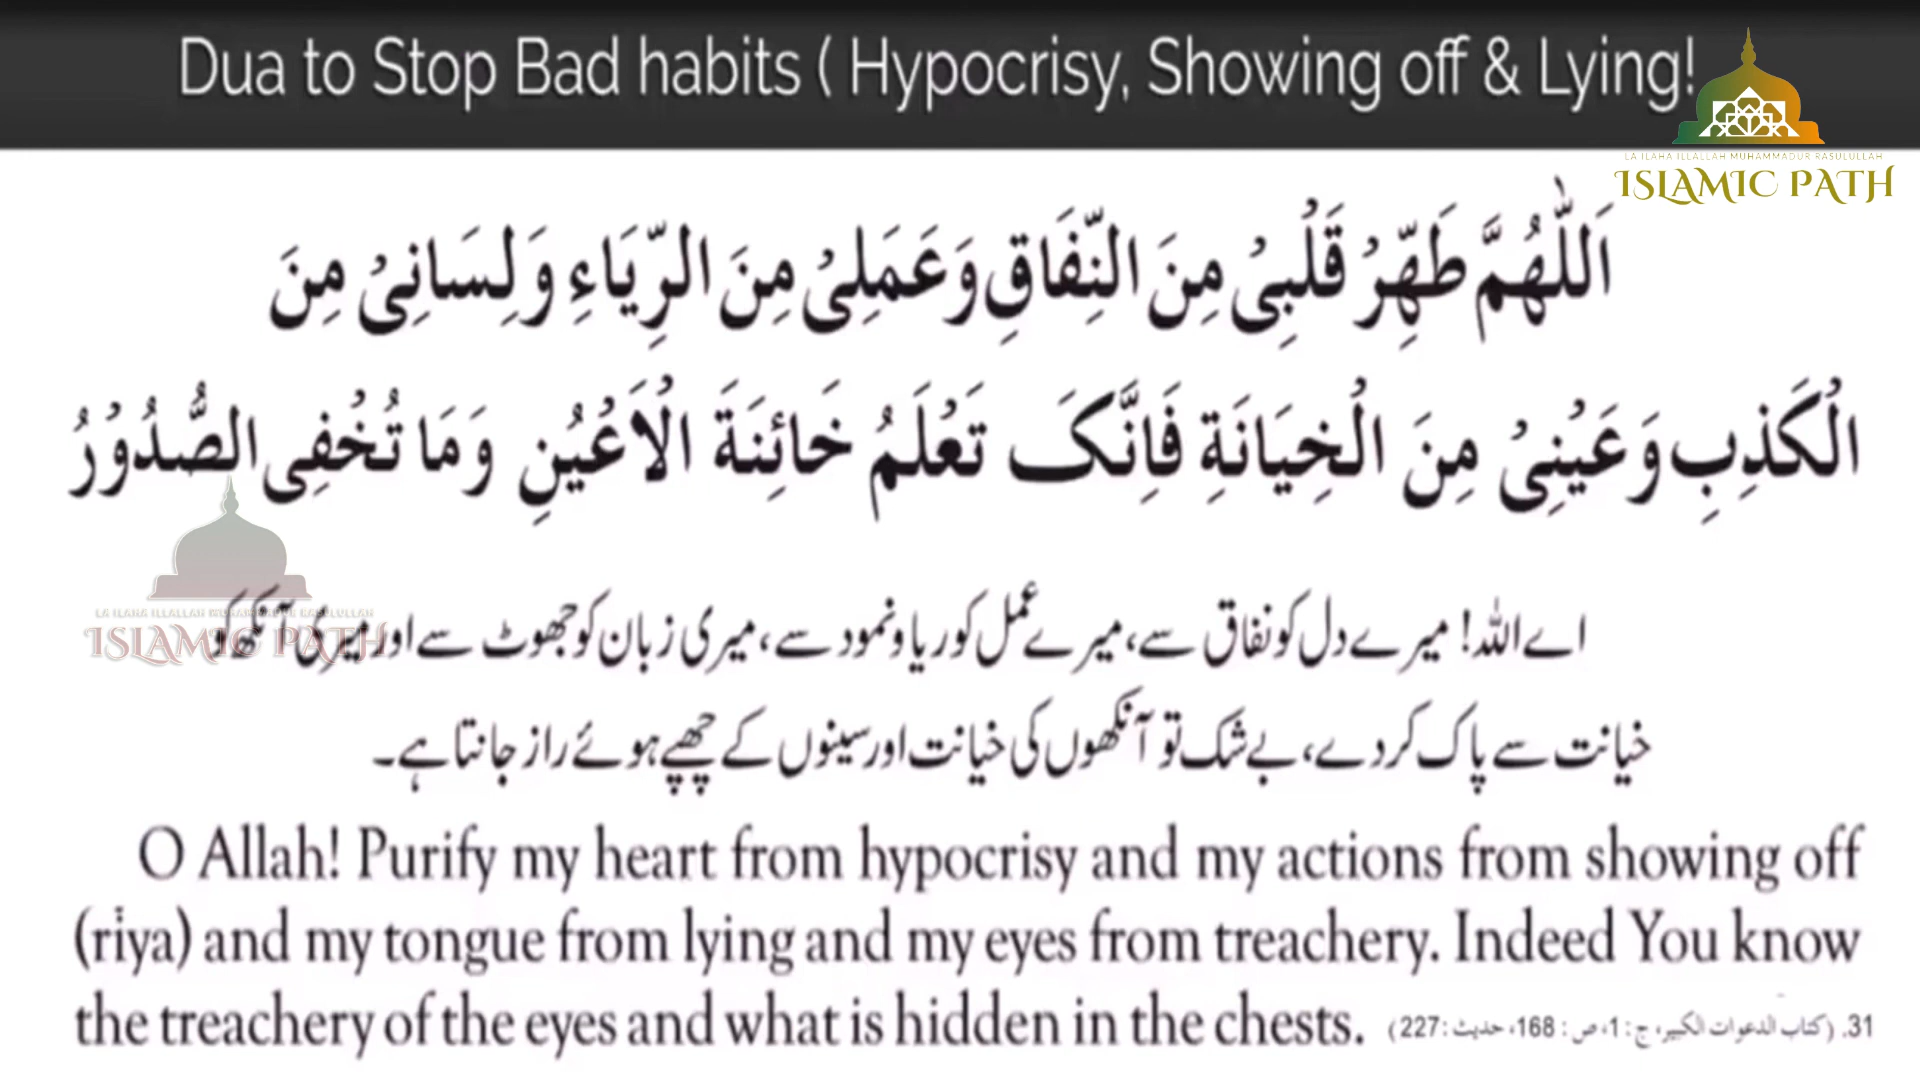 Dua to Stop Bad habits ( Hypocrisy, Showing off & Lying!
LA ILAHA ILLALLAH MUHAMMADUR RASULULLAH
ISLAMIC PATH
اَللّٰهُمَّ طَهِّرْ قَلْبِیْ مِنَ النِّفَاقِ وَعَمَلِیْ مِنَ الرِّیَاءِ وَلِسَانِیْ مِنَ
الْکَذِبِ وَعَیْنِیْ مِنَ الْخِیَانَةِ فَاِنَّکَ تَعْلَمُ خَائِنَةَ الْاَعْیُنِ وَمَا تُخْفِی الصُّدُوْرُ
LA ILAHA ILLALLAH MUHAMMADUR RASULULLAH
ISLAMIC PATH
اے اللہ! میرے دل کو نفاق سے، میرے عمل کو ریا و نمود سے، میری زبان کو جھوٹ سے اور میری آنکھ کو
خیانت سے پاک کر دے، بے شک تو آنکھوں کی خیانت اور سینوں کے چھپے ہوئے راز جانتا ہے۔
O Allah! Purify my heart from hypocrisy and my actions from showing off
(riya) and my tongue from lying and my eyes from treachery. Indeed You know
the treachery of the eyes and what is hidden in the chests.
31. (کتاب الدعوات الکبیر، ج: 1، ص: 168، حدیث: 227)